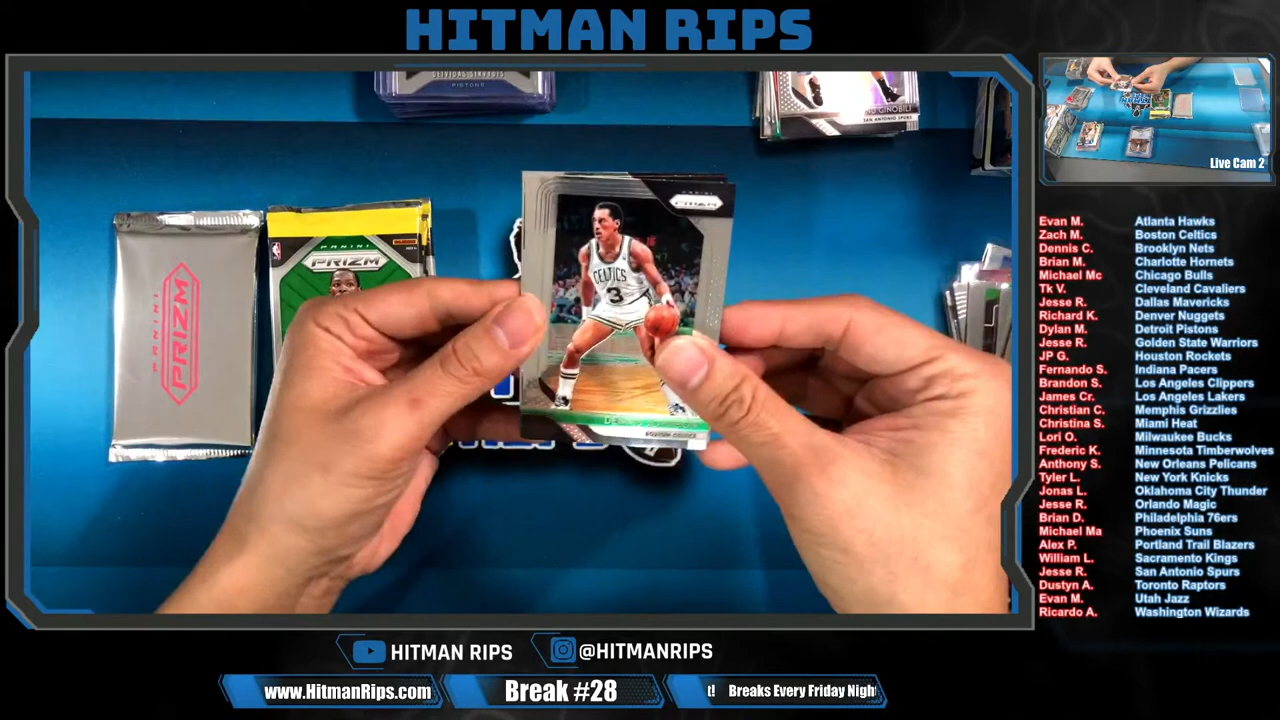 HITMAN RIPS
PISTONS
GINOBILI
SAN ANTONIO SPURS
PANINI
PRIZM
PANINI
PRIZM
PRIZM
CELTICS
3
Live Cam 2
Evan M. Atlanta Hawks
Zach M. Boston Celtics
Dennis C. Brooklyn Nets
Brian M. Charlotte Hornets
Michael Mc Chicago Bulls
Tk V. Cleveland Cavaliers
Jesse R. Dallas Mavericks
Richard K. Denver Nuggets
Dylan M. Detroit Pistons
Jesse R. Golden State Warriors
JP G. Houston Rockets
Fernando S. Indiana Pacers
Brandon S. Los Angeles Clippers
James Cr. Los Angeles Lakers
Christian C. Memphis Grizzlies
Christina S. Miami Heat
Lori O. Milwaukee Bucks
Frederic K. Minnesota Timberwolves
Anthony S. New Orleans Pelicans
Tyler L. New York Knicks
Jonas L. Oklahoma City Thunder
Jesse R. Orlando Magic
Brian D. Philadelphia 76ers
Michael Ma Phoenix Suns
Alex P. Portland Trail Blazers
William L. Sacramento Kings
Jesse R. San Antonio Spurs
Dustyn A. Toronto Raptors
Evan M. Utah Jazz
Ricardo A. Washington Wizards
HITMAN RIPS
@HITMANRIPS
www.HitmanRips.com
Break #28
t! Breaks Every Friday Nigh